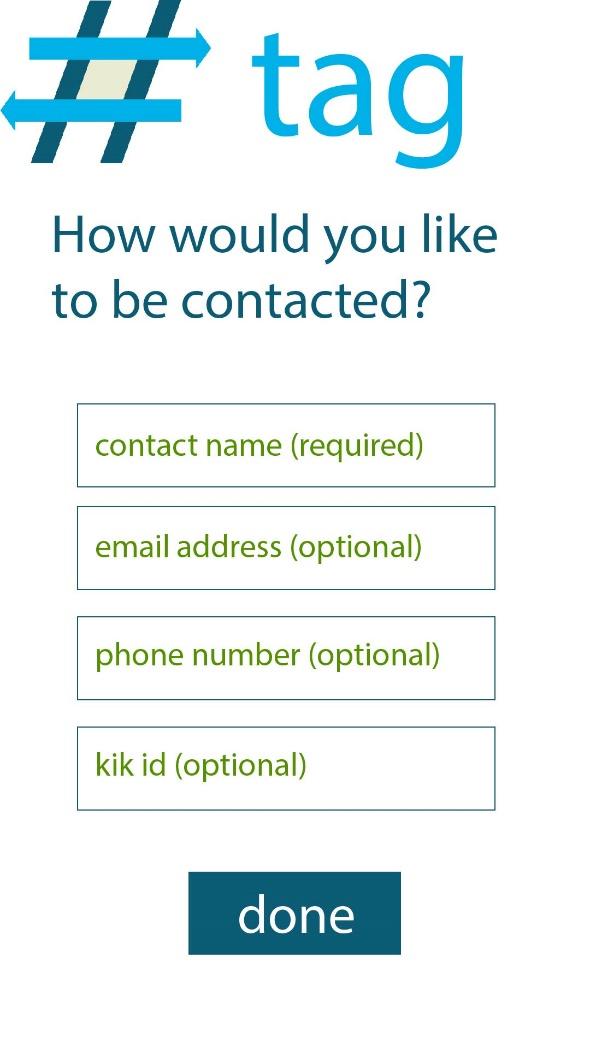 # tag
How would you like
to be contacted?
contact name (required)
email address (optional)
phone number (optional)
kik id (optional)
done